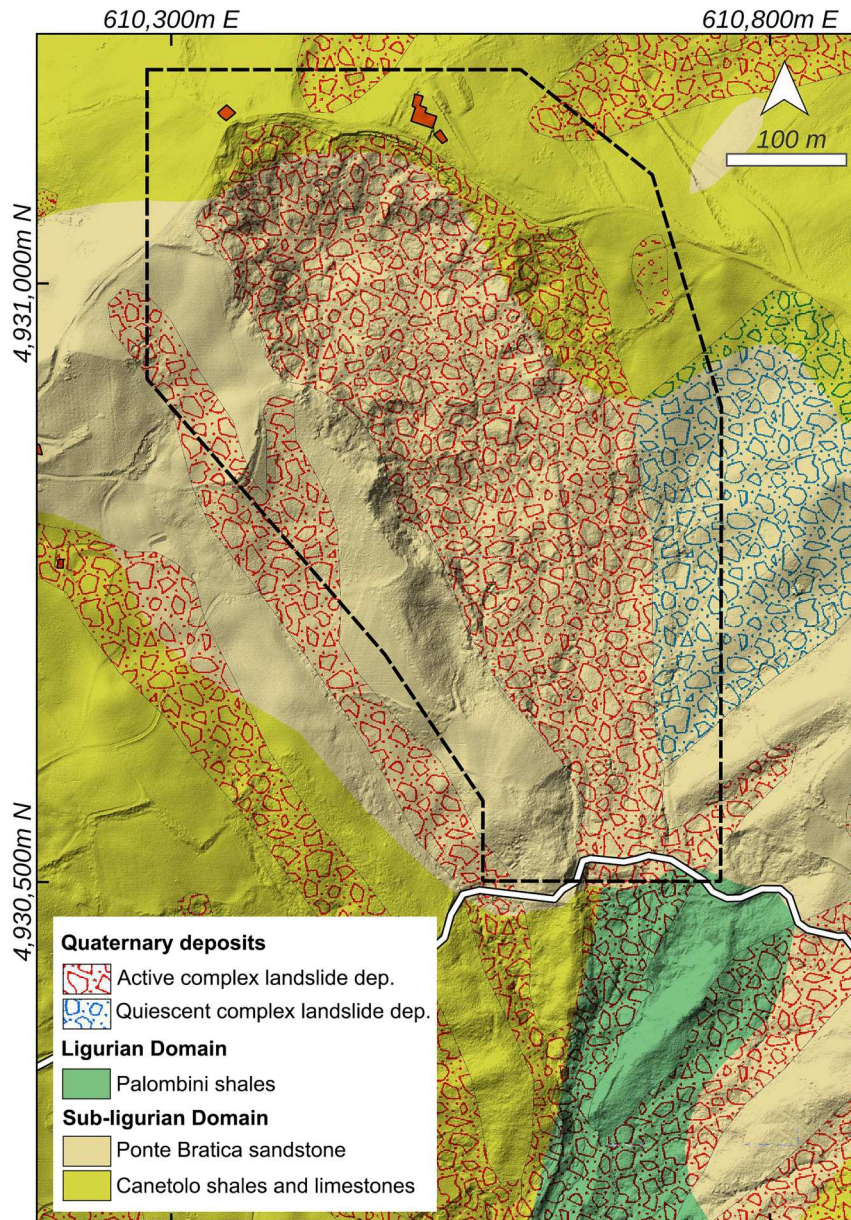 610,300m E
610,800m E
100 m
4,931,000m N
4,930,500m N
Quaternary deposits
Active complex landslide dep.
Quiescent complex landslide dep.
Ligurian Domain
Palombini shales
Sub-ligurian Domain
Ponte Bratica sandstone
Canetolo shales and limestones